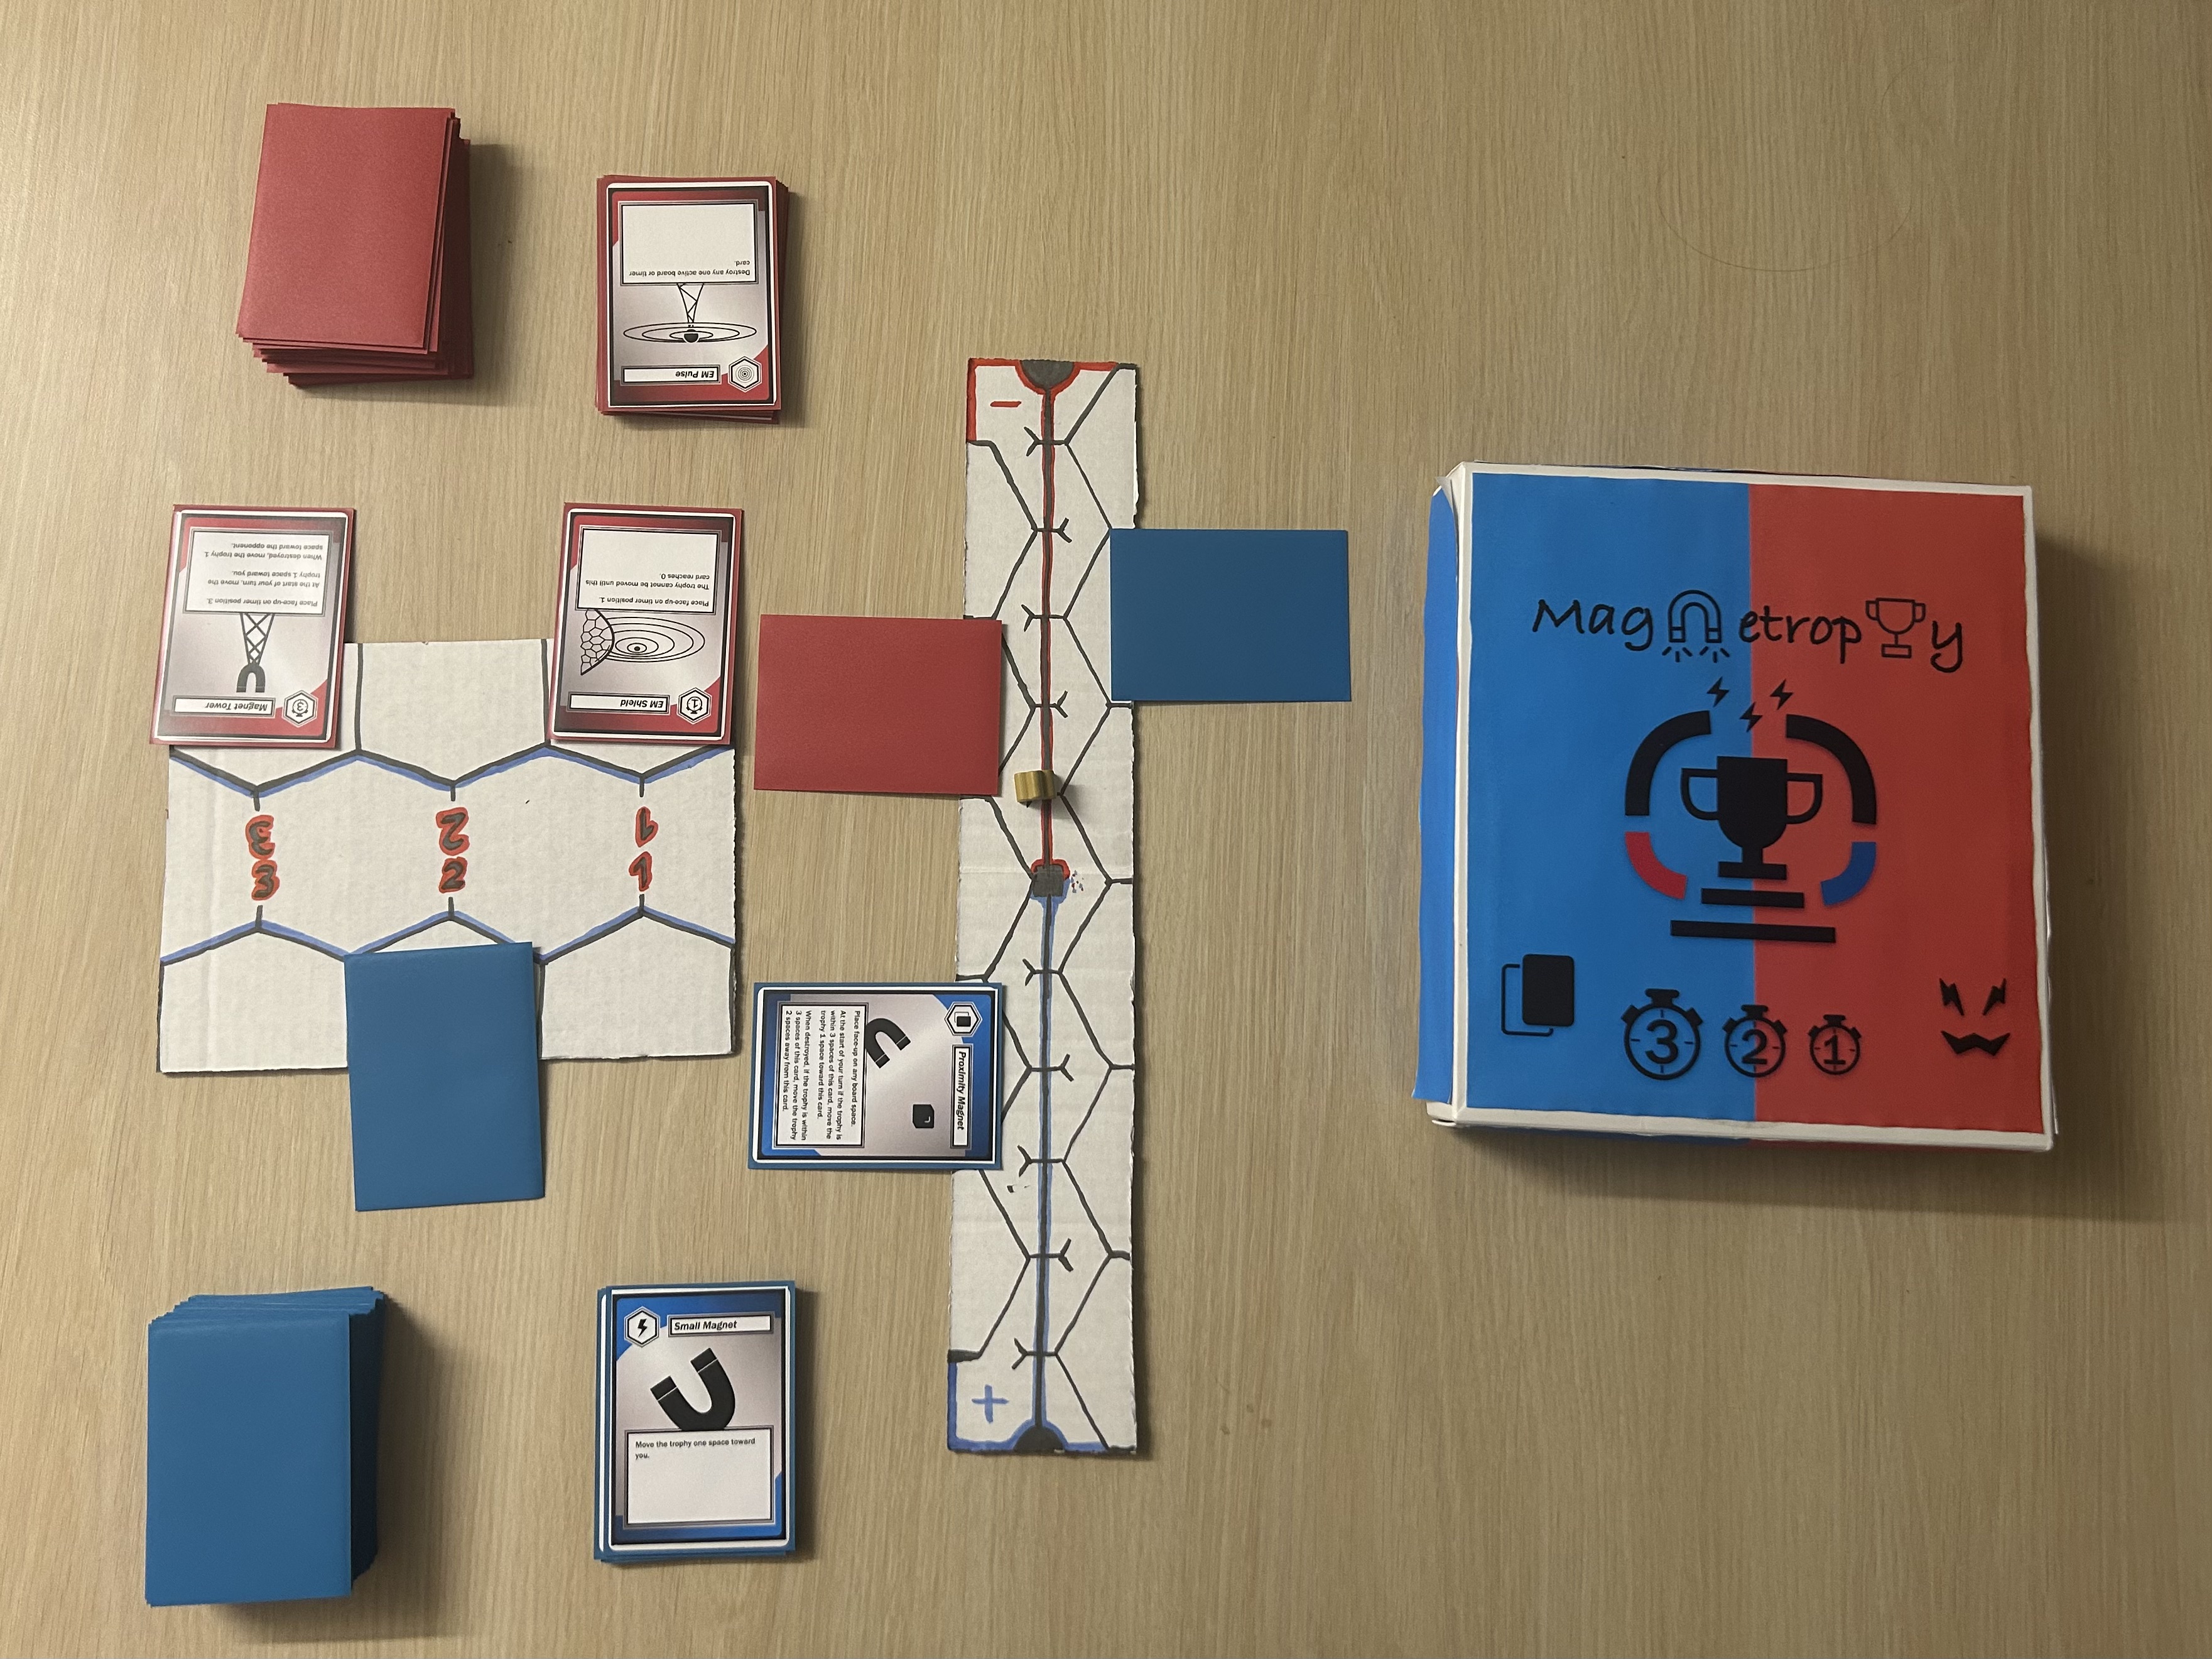 Destroy any one active board or timer
card.
EM Pulse
Place face-up on timer position 3.
At the start of your turn, move the
trophy 1 space toward you.
When destroyed, move the trophy 1
space toward the opponent.
Magnet Tower
3
Place face-up on timer position 1.
The trophy cannot be moved until this
card reaches 0.
EM Shield
1
3
2
1
3
2
1
−
+
Proximity Magnet
Place face-up on any board space.
At the start of your turn if the trophy is
within 3 spaces of this card, move the
trophy 1 space toward this card.
When destroyed, if the trophy is within
3 spaces of this card, move the trophy
2 spaces away from this card.
Small Magnet
Move the trophy one space toward
you.
Magnetrophy
3 2 1